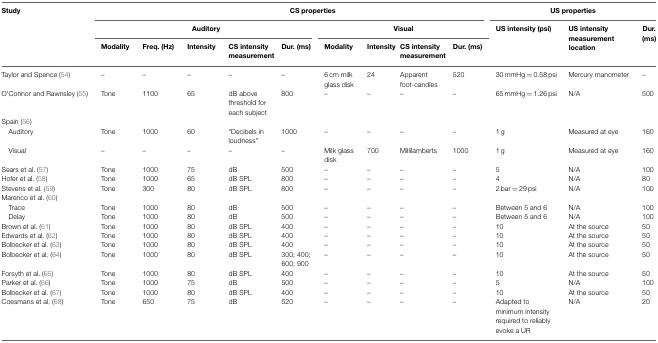 Study CS properties US properties
Auditory Visual US intensity (psi) US intensity measurement location Dur. (ms)
Modality Freq. (Hz) Intensity CS intensity measurement Dur. (ms) Modality Intensity CS intensity measurement Dur. (ms)
Taylor and Spence (54) – – – – – 6 cm milk glass disk 24 Apparent foot-candles 520 30 mmHg = 0.58 psi Mercury manometer –
O'Connor and Rawnsley (55) Tone 1100 65 dB above threshold for each subject 800 – – – – 65 mmHg = 1.26 psi N/A 500
Spain (56)
Auditory Tone 1000 60 "Decibels in loudness" 1000 – – – – 1 g Measured at eye 160
Visual – – – – – Milk glass disk 700 Millilamberts 1000 1 g Measured at eye 160
Sears et al. (57) Tone 1000 75 dB 500 – – – – 5 N/A 100
Hofer et al. (58) Tone 1000 65 dB SPL 800 – – – – 4 N/A 80
Stevens et al. (59) Tone 300 80 dB SPL 800 – – – – 2 bar = 29 psi N/A 100
Marenco et al. (60)
Trace Tone 1000 80 dB 500 – – – – Between 5 and 6 N/A 100
Delay Tone 1000 80 dB 500 – – – – Between 5 and 6 N/A 100
Brown et al. (61) Tone 1000 80 dB SPL 400 – – – – 10 At the source 50
Edwards et al. (62) Tone 1000 80 dB SPL 400 – – – – 10 At the source 50
Bolbecker et al. (63) Tone 1000 80 dB SPL 400 – – – – 10 At the source 50
Bolbecker et al. (64) Tone 1000 80 dB SPL 300; 400; 600; 900 – – – – 10 At the source 50
Forsyth et al. (65) Tone 1000 80 dB SPL 400 – – – – 10 At the source 50
Parker et al. (66) Tone 1000 75 dB 500 – – – – 5 N/A 100
Bolbecker et al. (67) Tone 1000 80 dB SPL 400 – – – – 10 At the source 50
Coesmans et al. (68) Tone 650 75 dB 520 – – – – Adapted to minimum intensity required to reliably evoke a UR N/A 20